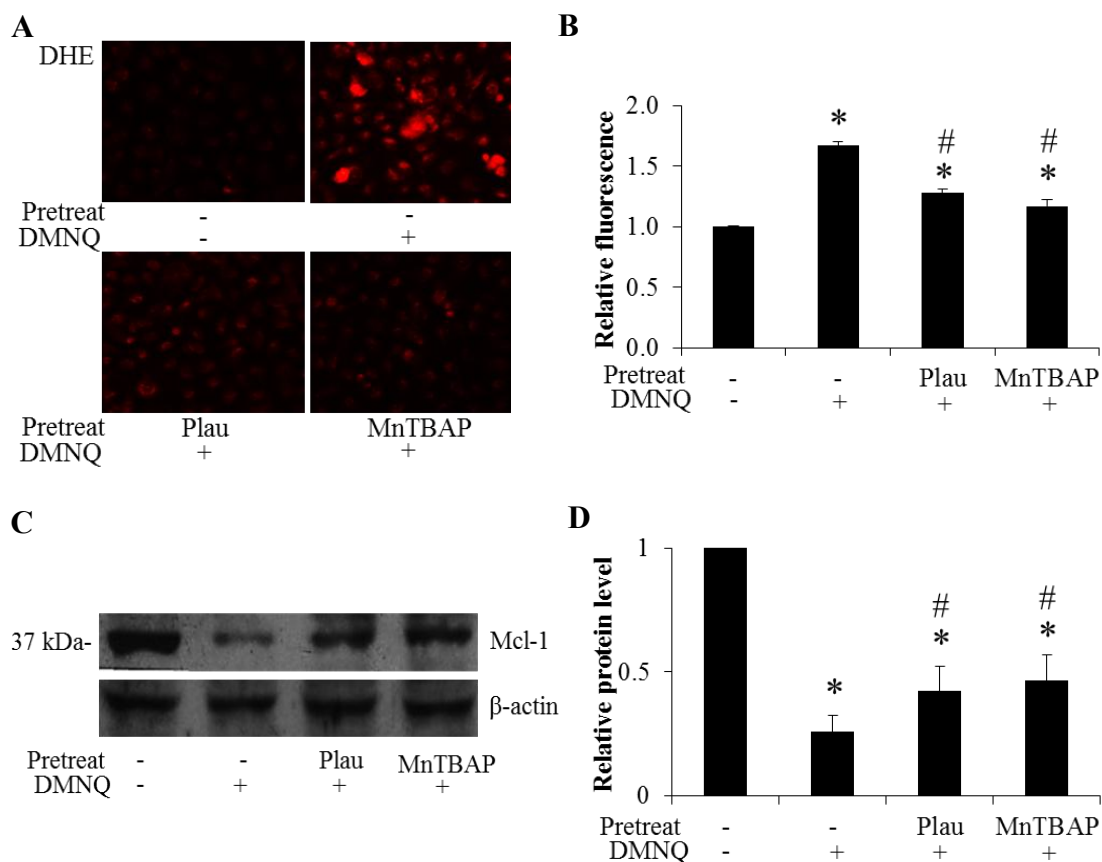 A
DHE
Pretreat - -
DMNQ - +
Pretreat Plau MnTBAP
DMNQ + +
B
Relative fluorescence
2.0
1.5
1.0
0.5
0.0
*
#
*
#
*
Pretreat - - Plau MnTBAP
DMNQ - + + +
C
37 kDa- Mcl-1
β-actin
Pretreat - - Plau MnTBAP
DMNQ - + + +
D
Relative protein level
1
0.5
0
*
#
*
#
*
Pretreat - - Plau MnTBAP
DMNQ - + + +